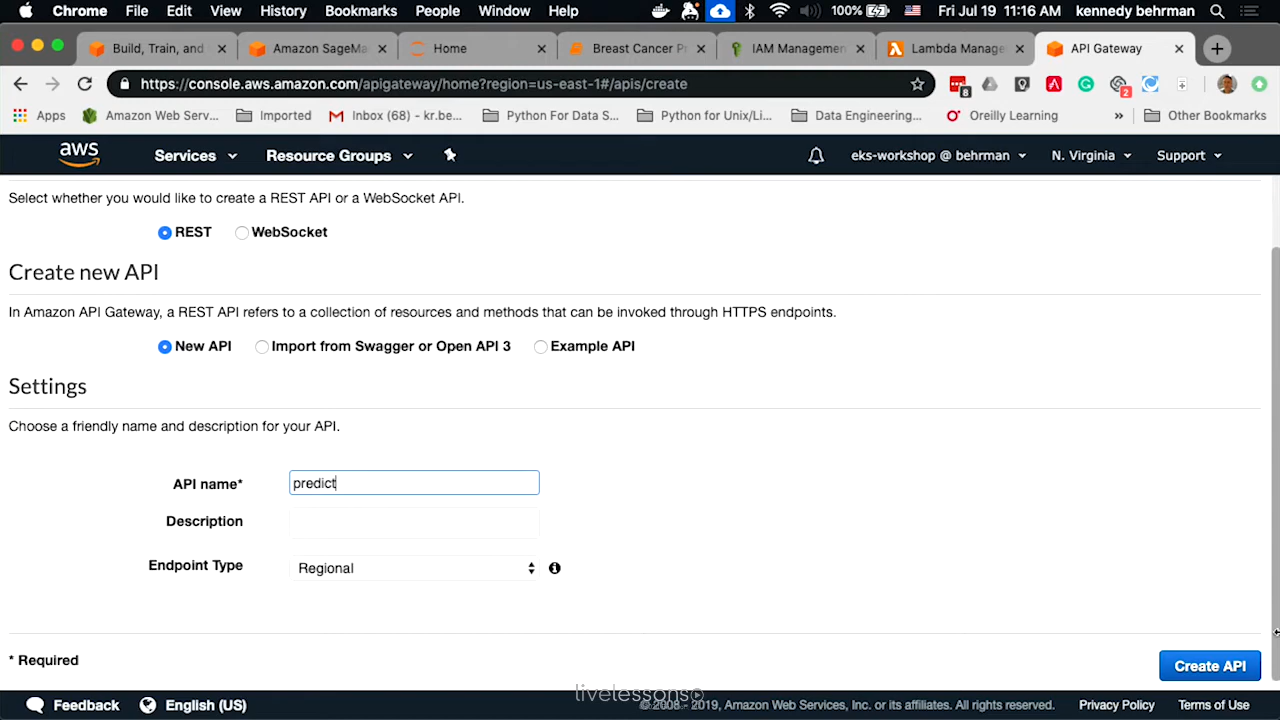 Chrome File Edit View History Bookmarks People Window Help 100% Fri Jul 19 11:16 AM kennedy behrman
Build, Train, and Amazon SageMa Home Breast Cancer P IAM Managemen Lambda Manage API Gateway
https://console.aws.amazon.com/apigateway/home?region=us-east-1#/apis/create 8 2
Apps Amazon Web Serv... Imported Inbox (68) - kr.be... Python For Data S... Python for Unix/Li... Data Engineering... Oreilly Learning » Other Bookmarks
aws Services Resource Groups eks-workshop @ behrman N. Virginia Support
Select whether you would like to create a REST API or a WebSocket API.
REST WebSocket
Create new API
In Amazon API Gateway, a REST API refers to a collection of resources and methods that can be invoked through HTTPS endpoints.
New API Import from Swagger or Open API 3 Example API
Settings
Choose a friendly name and description for your API.
API name* predict
Description
Endpoint Type Regional
* Required
Create API
livelessons
Feedback English (US) © 2008 - 2019, Amazon Web Services, Inc. or its affiliates. All rights reserved. Privacy Policy Terms of Use